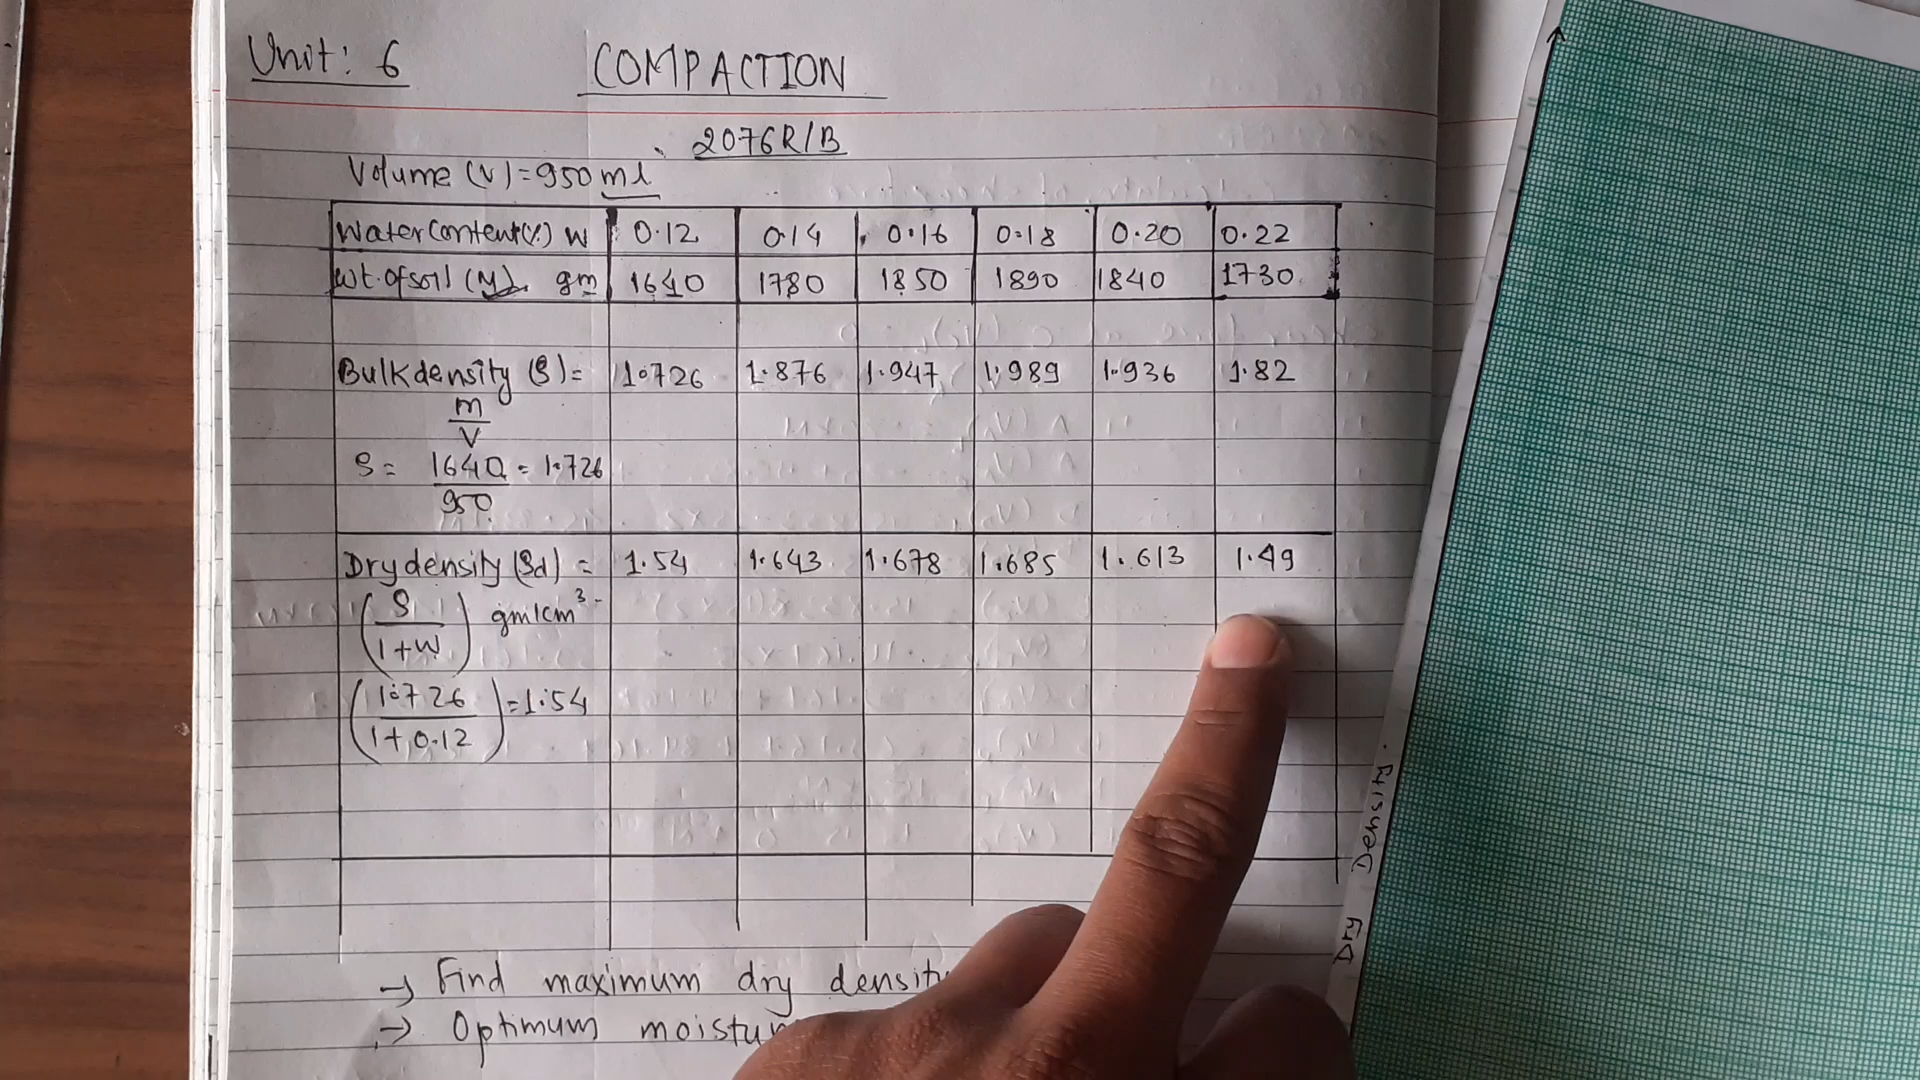 Unit: 6 COMPACTION
2076R/B
Volume (V)=950 ml
Water Content(%) W 0.12 0.14 0.16 0.18 0.20 0.22
Wt. of soil (M) gm 1640 1780 1850 1890 1840 1730
Bulk density (ρ) = 1.726 1.876 1.947 1.989 1.936 1.82
m
V
ρ = 1640 = 1.726
950
Dry density (ρd) = 1.54 1.643 1.678 1.685 1.613 1.49
(ρ / 1+W) gm/cm³
(1.726 / 1+0.12) = 1.54
→ Find maximum dry density
→ Optimum moistur
Dry Density.